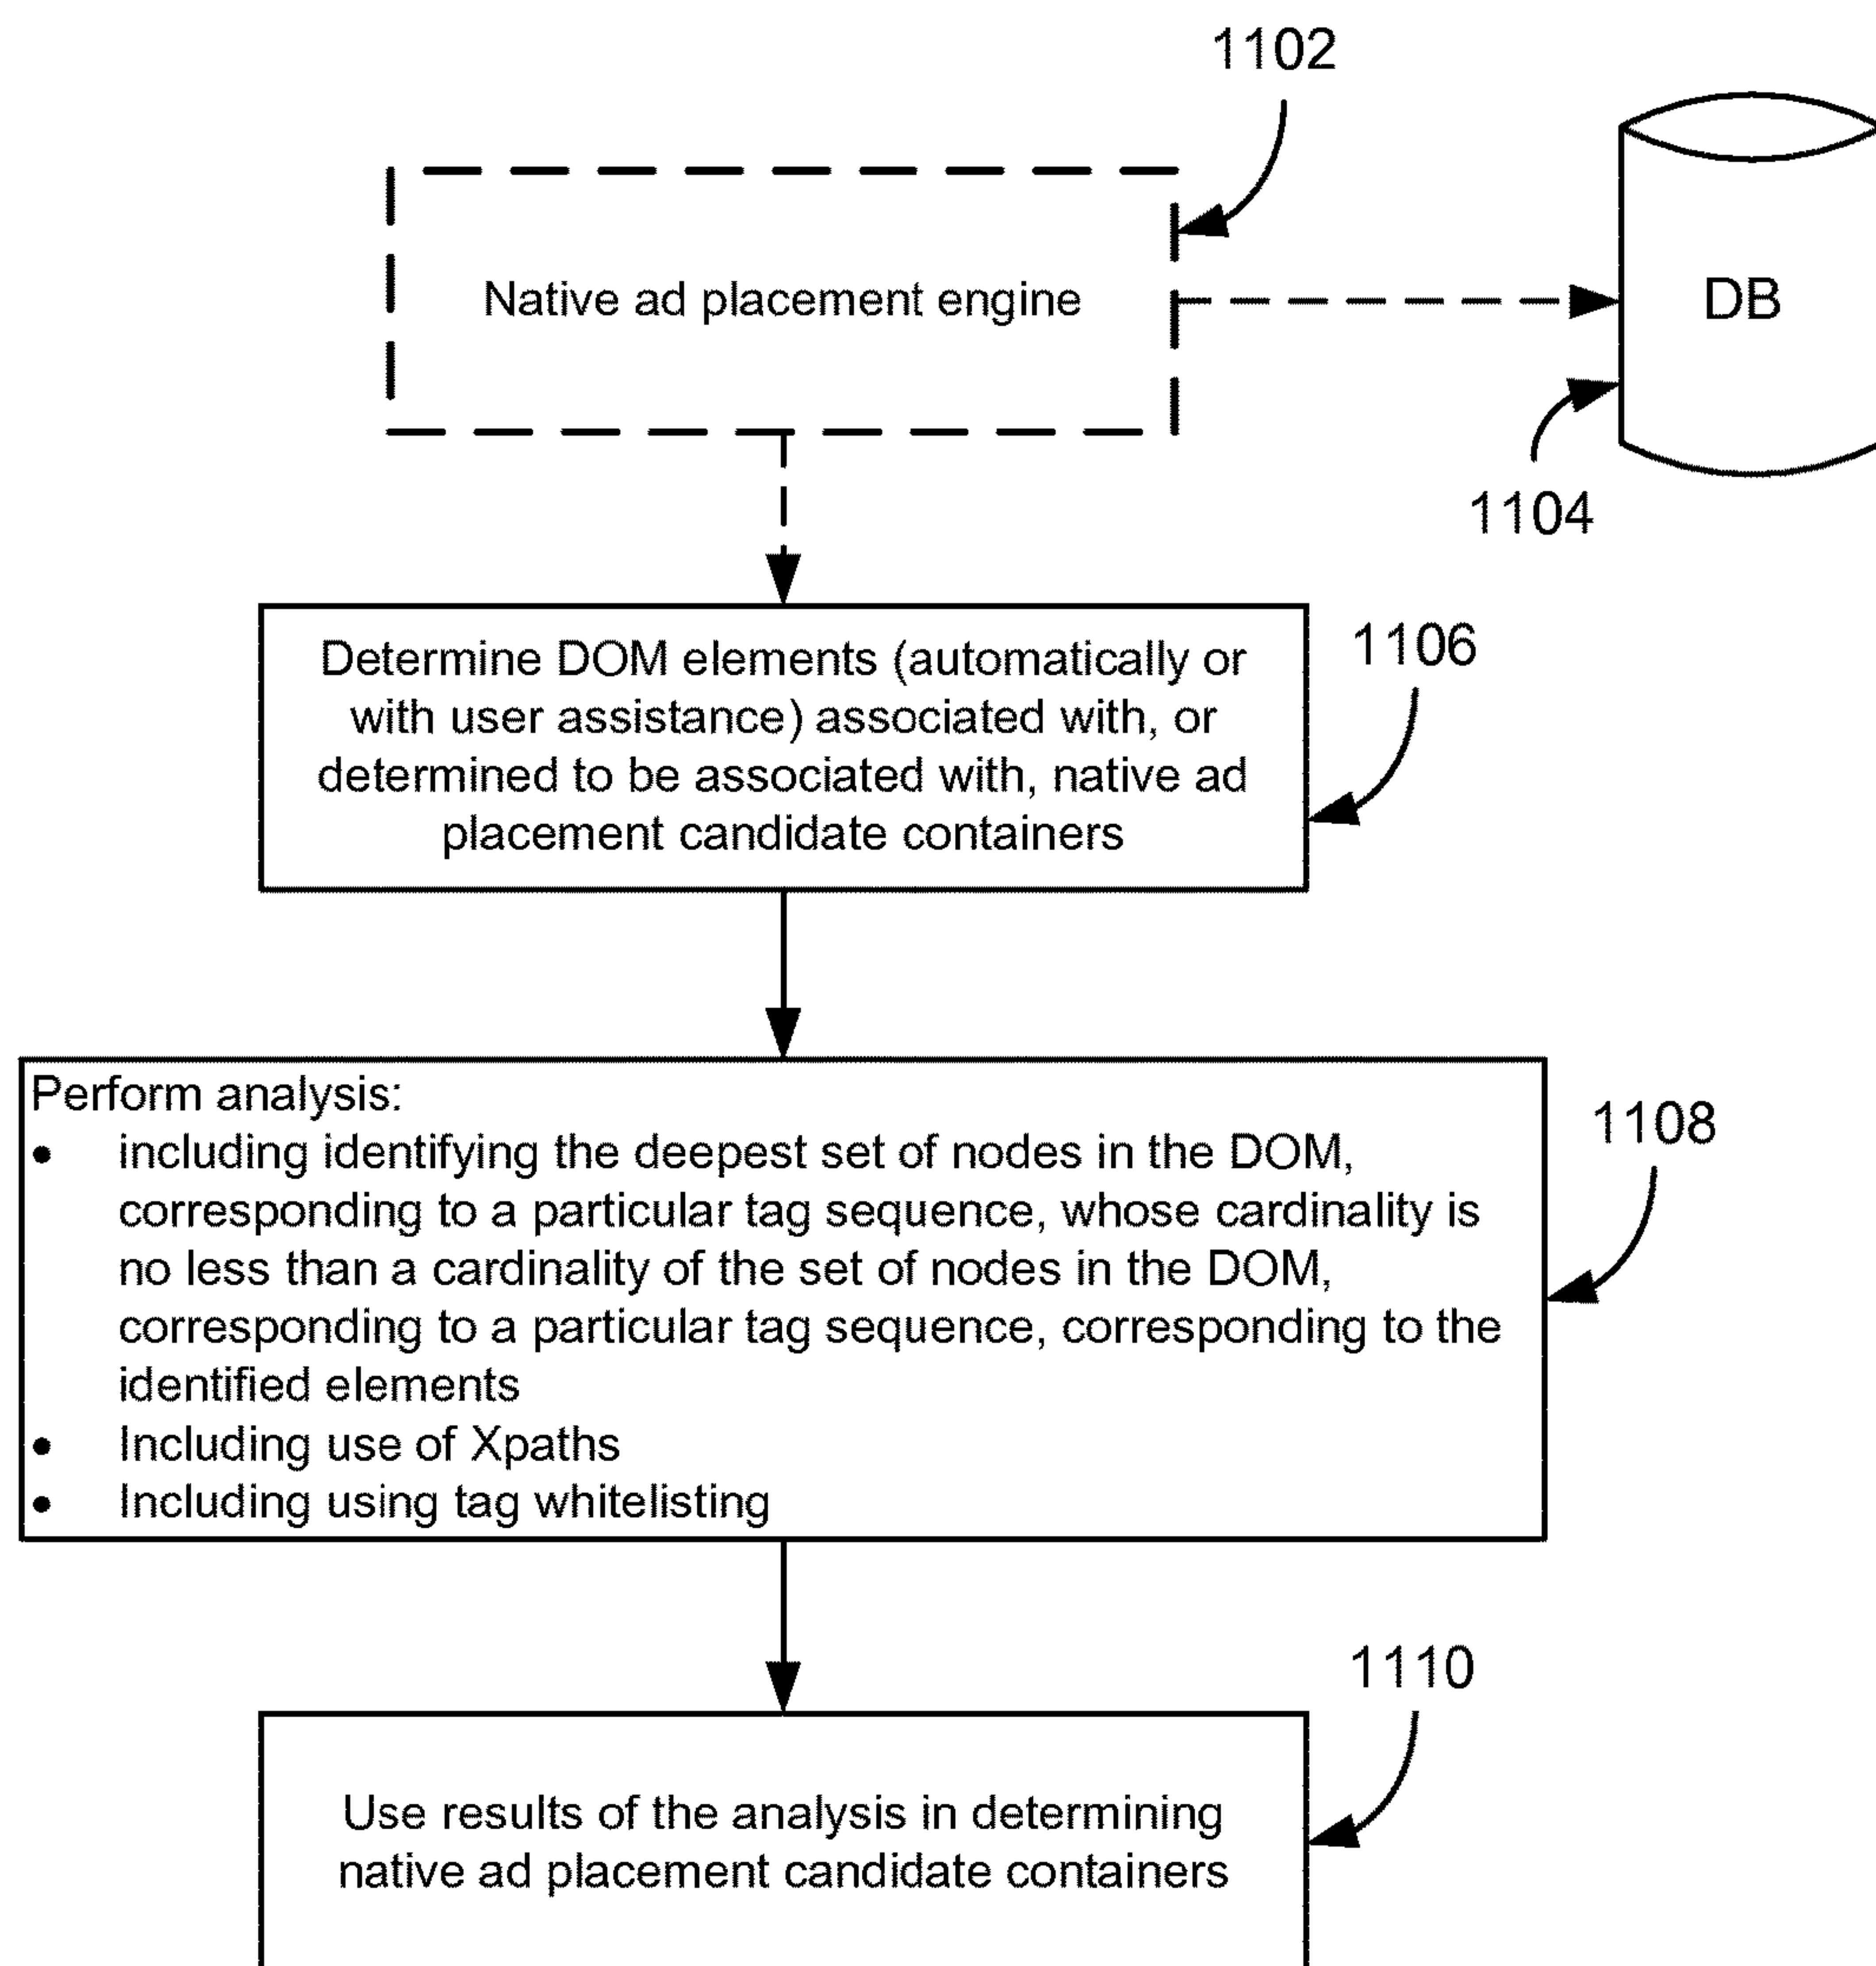 1102
Native ad placement engine
DB
1104
Determine DOM elements (automatically or
with user assistance) associated with, or
determined to be associated with, native ad
placement candidate containers
1106
Perform analysis:
• including identifying the deepest set of nodes in the DOM,
corresponding to a particular tag sequence, whose cardinality is
no less than a cardinality of the set of nodes in the DOM,
corresponding to a particular tag sequence, corresponding to the
identified elements
• Including use of Xpaths
• Including using tag whitelisting
1108
1110
Use results of the analysis in determining
native ad placement candidate containers